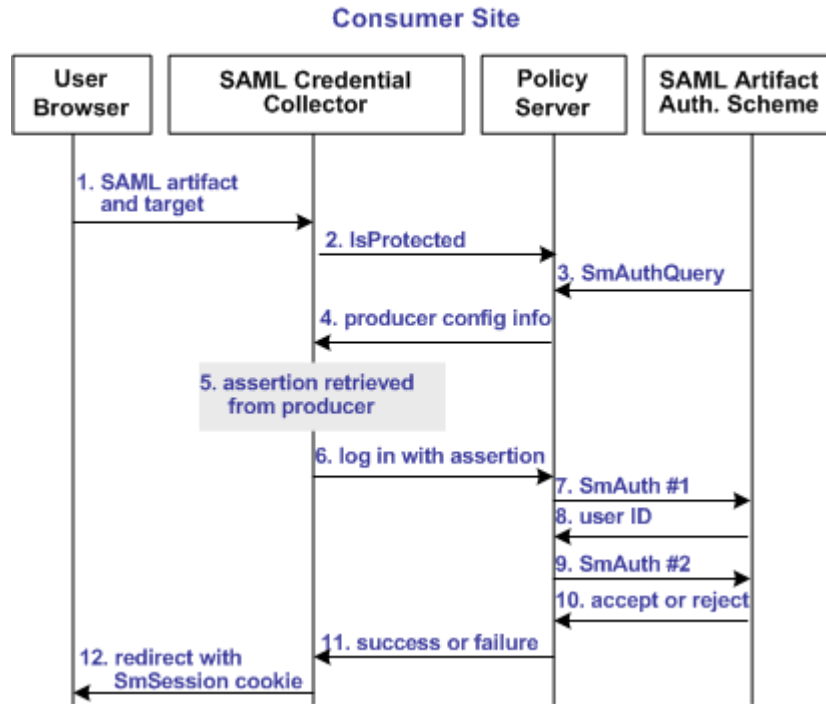 Consumer Site
User
Browser
SAML Credential
Collector
Policy
Server
SAML Artifact
Auth. Scheme
1. SAML artifact
and target
2. IsProtected
3. SmAuthQuery
4. producer config info
5. assertion retrieved
from producer
6. log in with assertion
7. SmAuth #1
8. user ID
9. SmAuth #2
10. accept or reject
11. success or failure
12. redirect with
SmSession cookie